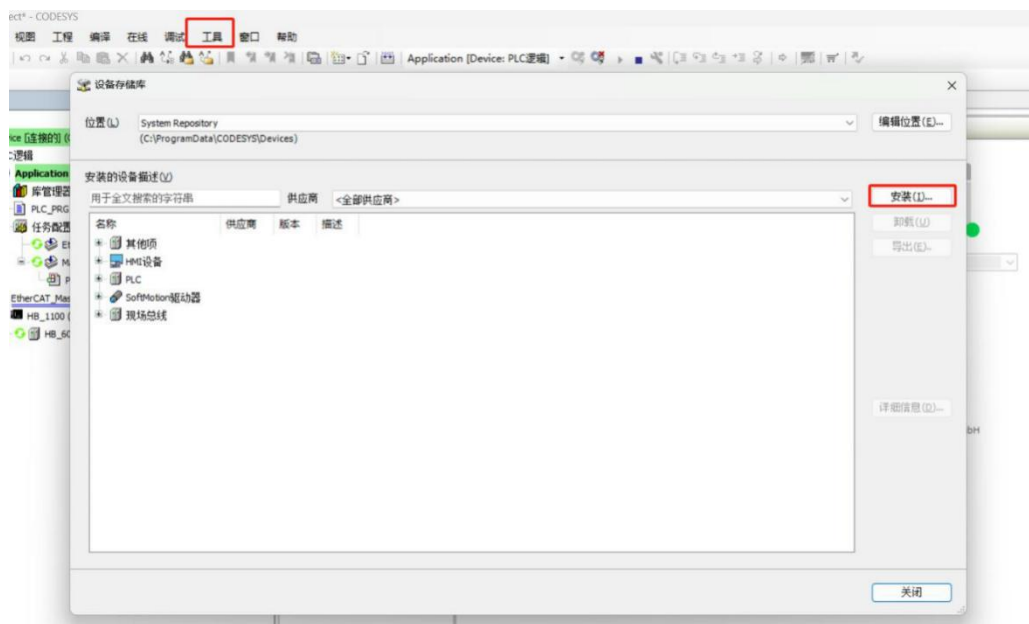 ect* - CODESYS
视图 工程 编译 在线 调试 工具 窗口 帮助
Application [Device: PLC逻辑]
设备存储库
位置(L) System Repository 编辑位置(E)...
(C:\ProgramData\CODESYS\Devices)
ice [连接的] (
逻辑
Application
安装的设备描述(V)
库管理器
用于全文搜索的字符串 供应商 <全部供应商> 安装(I)...
PLC_PRG
名称 供应商 版本 描述 卸载(U)
任务配置
其他项 导出(E)...
HMI设备
PLC
SoftMotion驱动器
现场总线
EtherCAT_Mas
HB_1100 (
HB_60
详细信息(D)...
bH
关闭